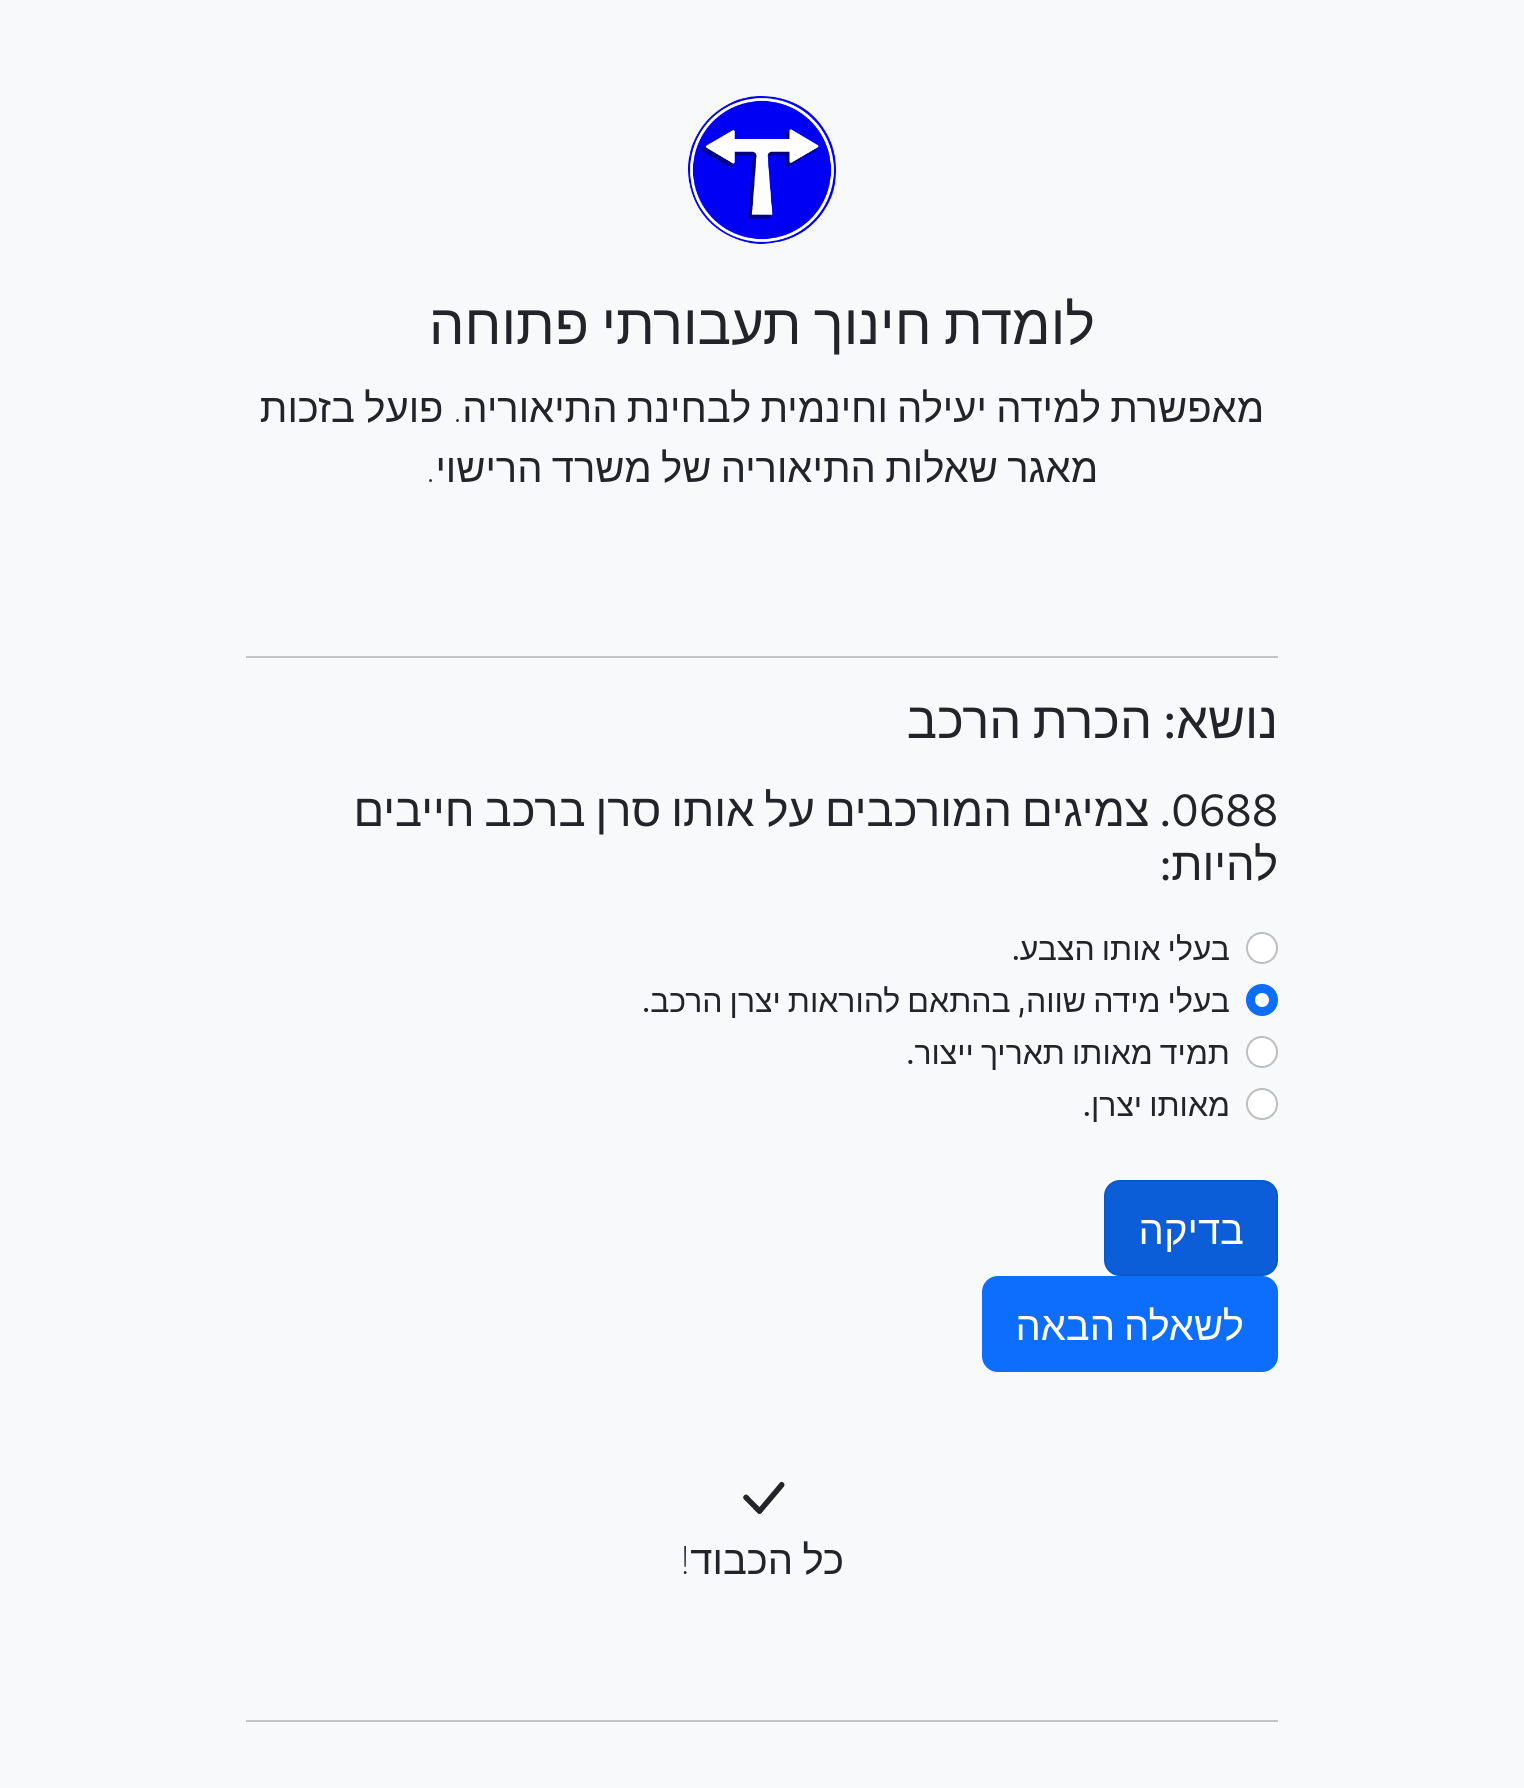 לומדת חינוך תעבורתי פתוחה
מאפשרת למידה יעילה וחינמית לבחינת התיאוריה. פועל בזכות
מאגר שאלות התיאוריה של משרד הרישוי.
נושא: הכרת הרכב
0688. צמיגים המורכבים על אותו סרן ברכב חייבים
להיות:
בעלי אותו הצבע.
בעלי מידה שווה, בהתאם להוראות יצרן הרכב.
תמיד מאותו תאריך ייצור.
מאותו יצרן.
בדיקה
לשאלה הבאה
כל הכבוד!